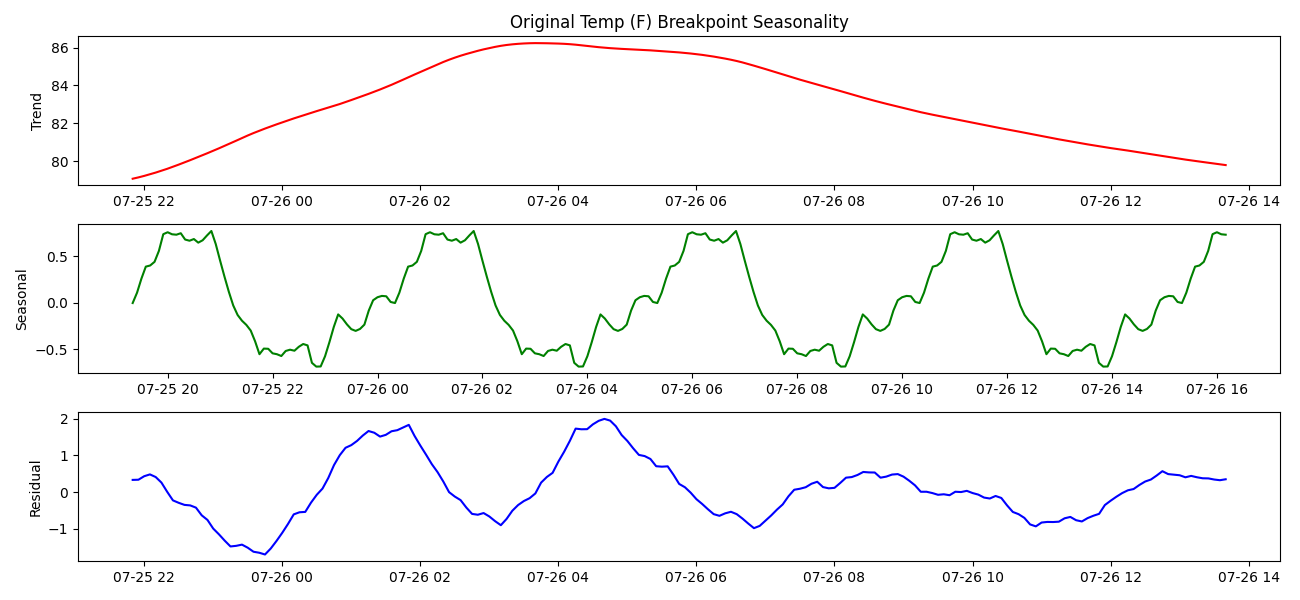 Original Temp (F) Breakpoint Seasonality
Trend
86
84
82
80
07-25 22 07-26 00 07-26 02 07-26 04 07-26 06 07-26 08 07-26 10 07-26 12 07-26 14
Seasonal
0.5
0.0
−0.5
07-25 20 07-25 22 07-26 00 07-26 02 07-26 04 07-26 06 07-26 08 07-26 10 07-26 12 07-26 14 07-26 16
Residual
2
1
0
−1
07-25 22 07-26 00 07-26 02 07-26 04 07-26 06 07-26 08 07-26 10 07-26 12 07-26 14